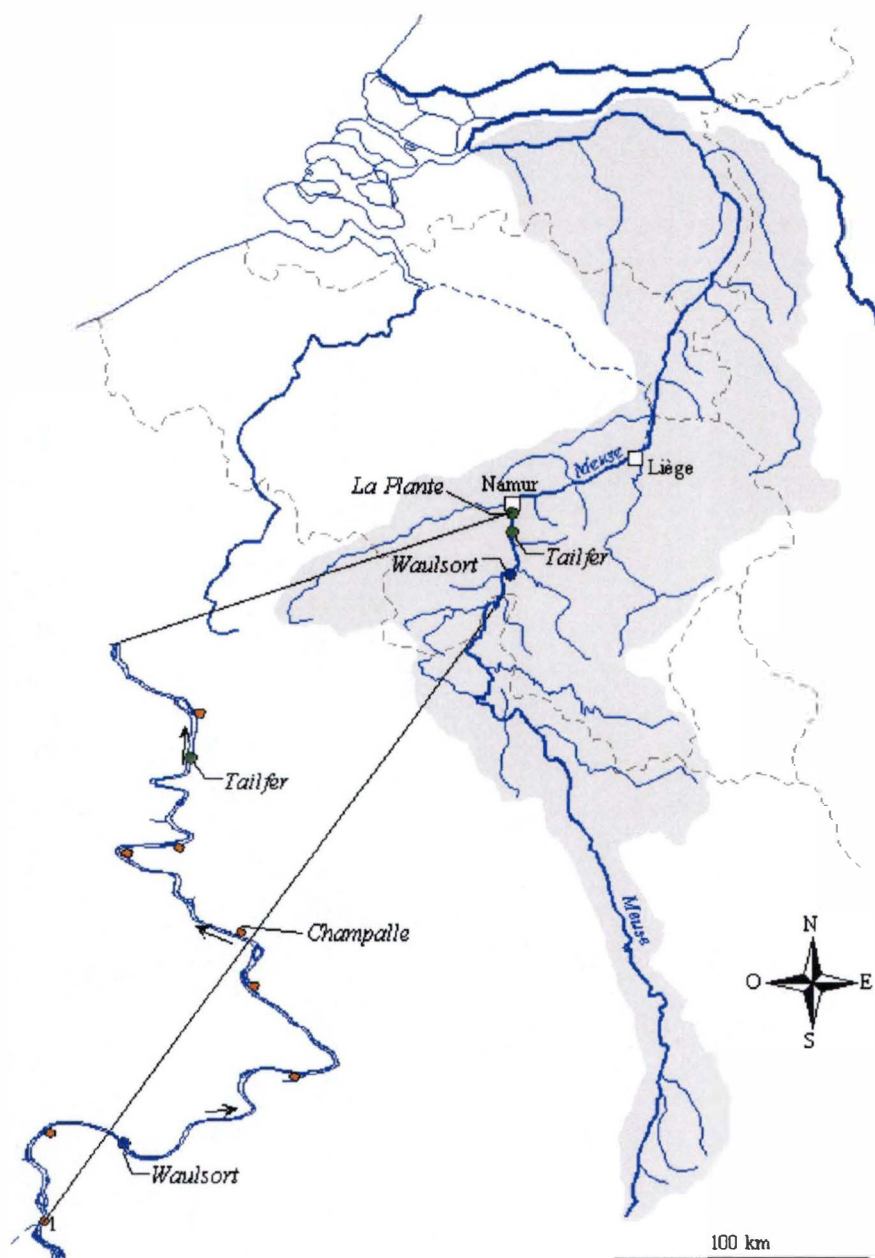 Meuse
Liège
Namur
La Plante
Tailfer
Waulsort
Tailfer
Meuse
Champalle
N
O
E
S
Waulsort
1
100 km